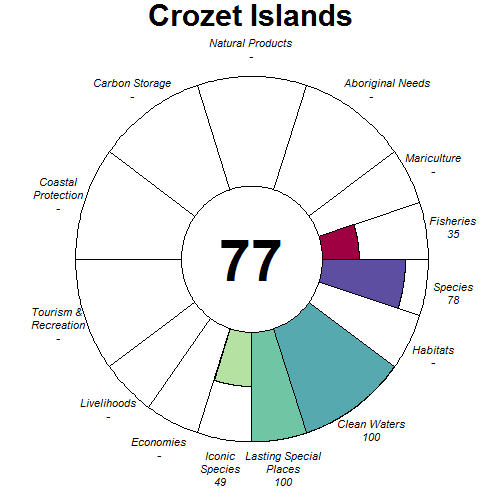 Crozet Islands
Natural Products
-
Carbon Storage
-
Aboriginal Needs
-
Mariculture
-
Coastal
Protection
-
Fisheries
35
77
Species
78
Tourism &
Recreation
-
Habitats
-
Livelihoods
-
Clean Waters
100
Economies
-
Iconic
Species
49
Lasting Special
Places
100